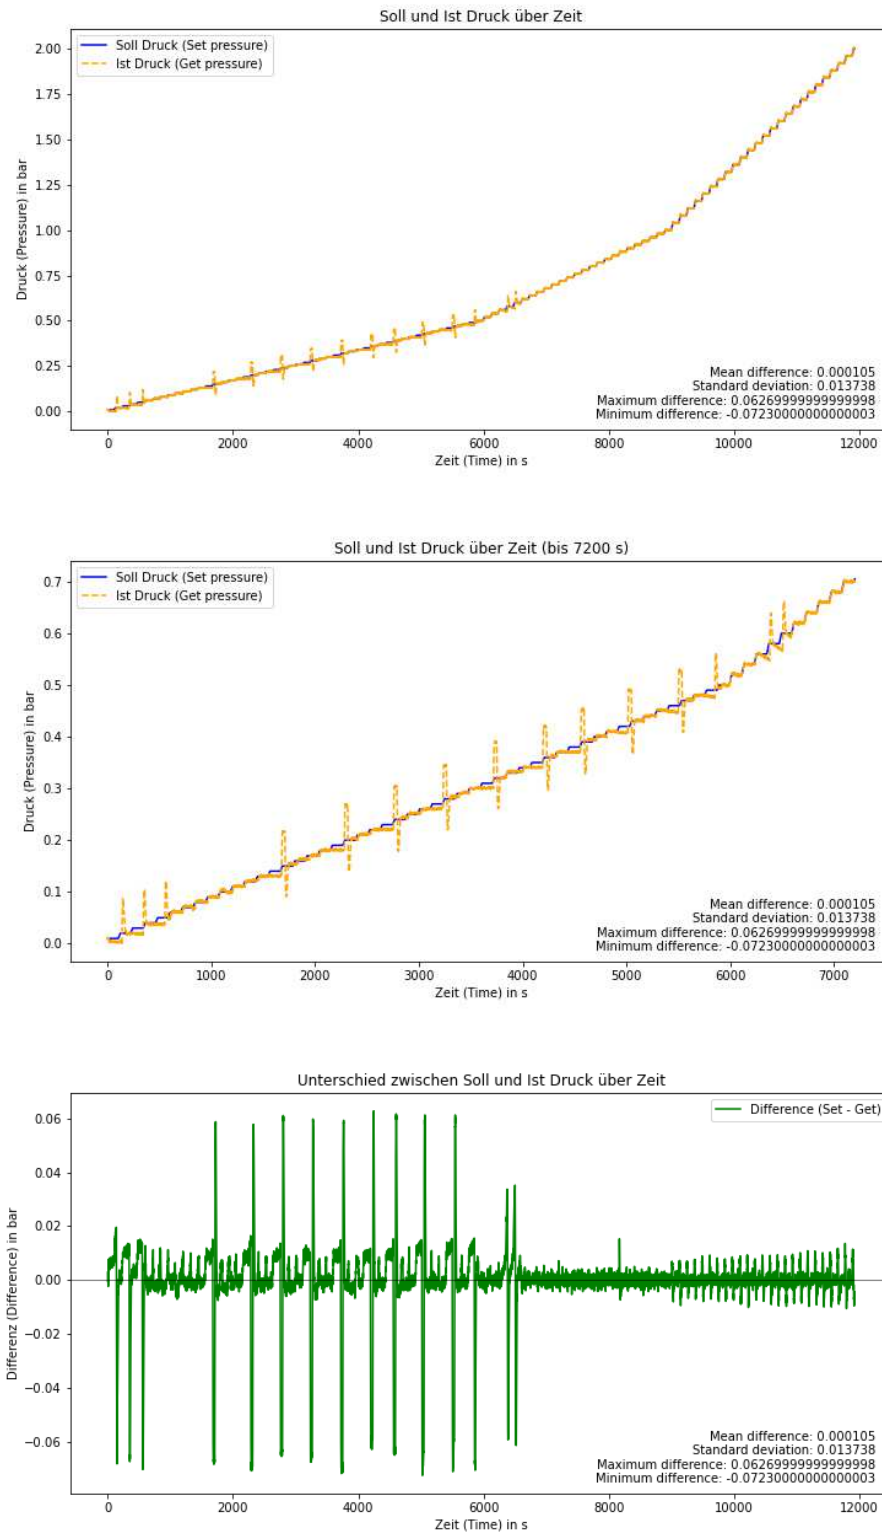 Soll und Ist Druck über Zeit
Soll Druck (Set pressure)
Ist Druck (Get pressure)
Druck (Pressure) in bar
2.00
1.75
1.50
1.25
1.00
0.75
0.50
0.25
0.00
Mean difference: 0.000105
Standard deviation: 0.013738
Maximum difference: 0.06269999999999998
Minimum difference: -0.07230000000000003
0 2000 4000 6000 8000 10000 12000
Zeit (Time) in s
Soll und Ist Druck über Zeit (bis 7200 s)
Soll Druck (Set pressure)
Ist Druck (Get pressure)
Druck (Pressure) in bar
0.7
0.6
0.5
0.4
0.3
0.2
0.1
0.0
Mean difference: 0.000105
Standard deviation: 0.013738
Maximum difference: 0.06269999999999998
Minimum difference: -0.07230000000000003
0 1000 2000 3000 4000 5000 6000 7000
Zeit (Time) in s
Unterschied zwischen Soll und Ist Druck über Zeit
Difference (Set - Get)
Differenz (Difference) in bar
0.06
0.04
0.02
0.00
−0.02
−0.04
−0.06
Mean difference: 0.000105
Standard deviation: 0.013738
Maximum difference: 0.06269999999999998
Minimum difference: -0.07230000000000003
0 2000 4000 6000 8000 10000 12000
Zeit (Time) in s